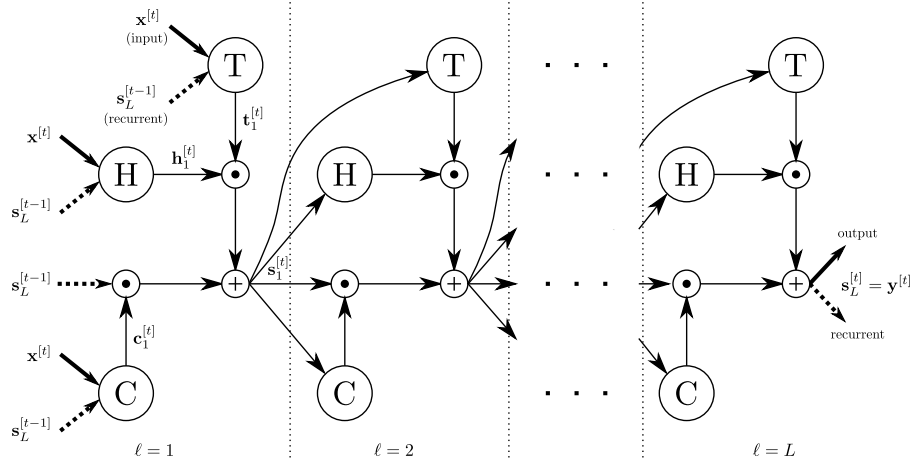 x^{[t]}
(input)
T
T
. . .
T
s_L^{[t−1]}
(recurrent)
t_1^{[t]}
x^{[t]}
h_1^{[t]}
H
H
. . .
H
s_L^{[t−1]}
output
s_L^{[t−1]}
+
s_1^{[t]}
+
+
s_L^{[t]} = y^{[t]}
recurrent
c_1^{[t]}
x^{[t]}
C
C
. . .
C
s_L^{[t−1]}
ℓ = 1
ℓ = 2
ℓ = L